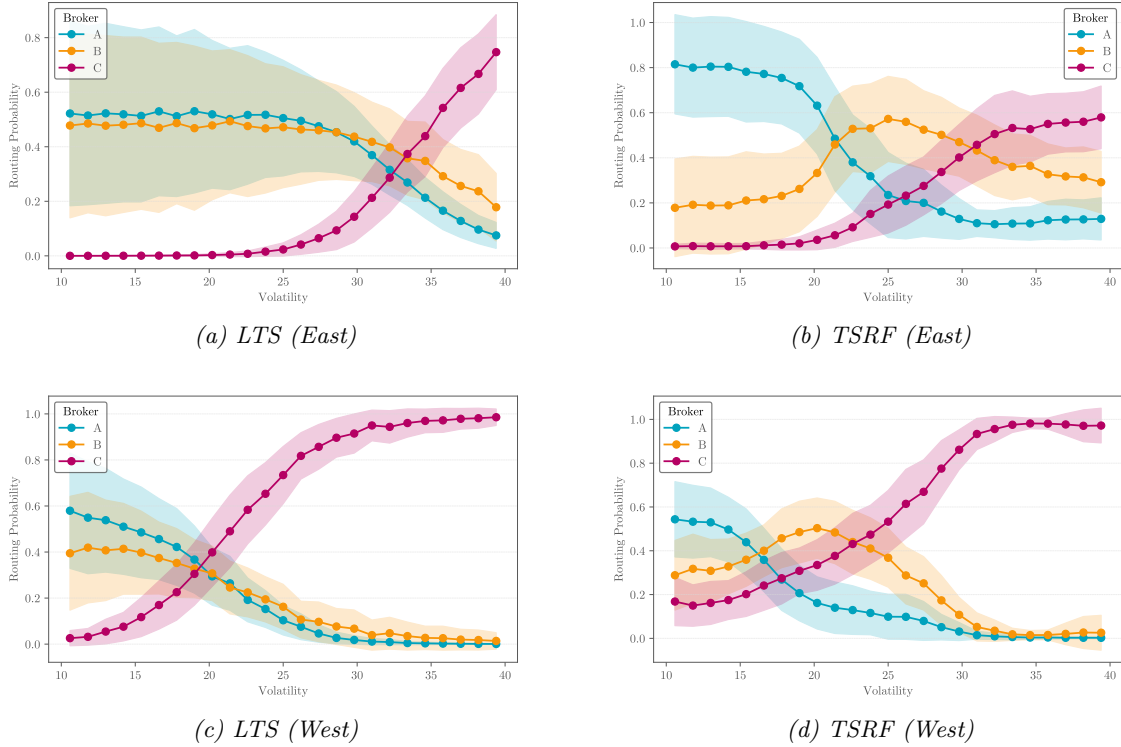 Broker
A
B
C
0.8
0.6
0.4
0.2
0.0
Routing Probability
10 15 20 25 30 35 40
Volatility
(a) LTS (East)
Broker
A
B
C
1.0
0.8
0.6
0.4
0.2
0.0
Routing Probability
10 15 20 25 30 35 40
Volatility
(b) TSRF (East)
Broker
A
B
C
1.0
0.8
0.6
0.4
0.2
0.0
Routing Probability
10 15 20 25 30 35 40
Volatility
(c) LTS (West)
Broker
A
B
C
1.0
0.8
0.6
0.4
0.2
0.0
Routing Probability
10 15 20 25 30 35 40
Volatility
(d) TSRF (West)